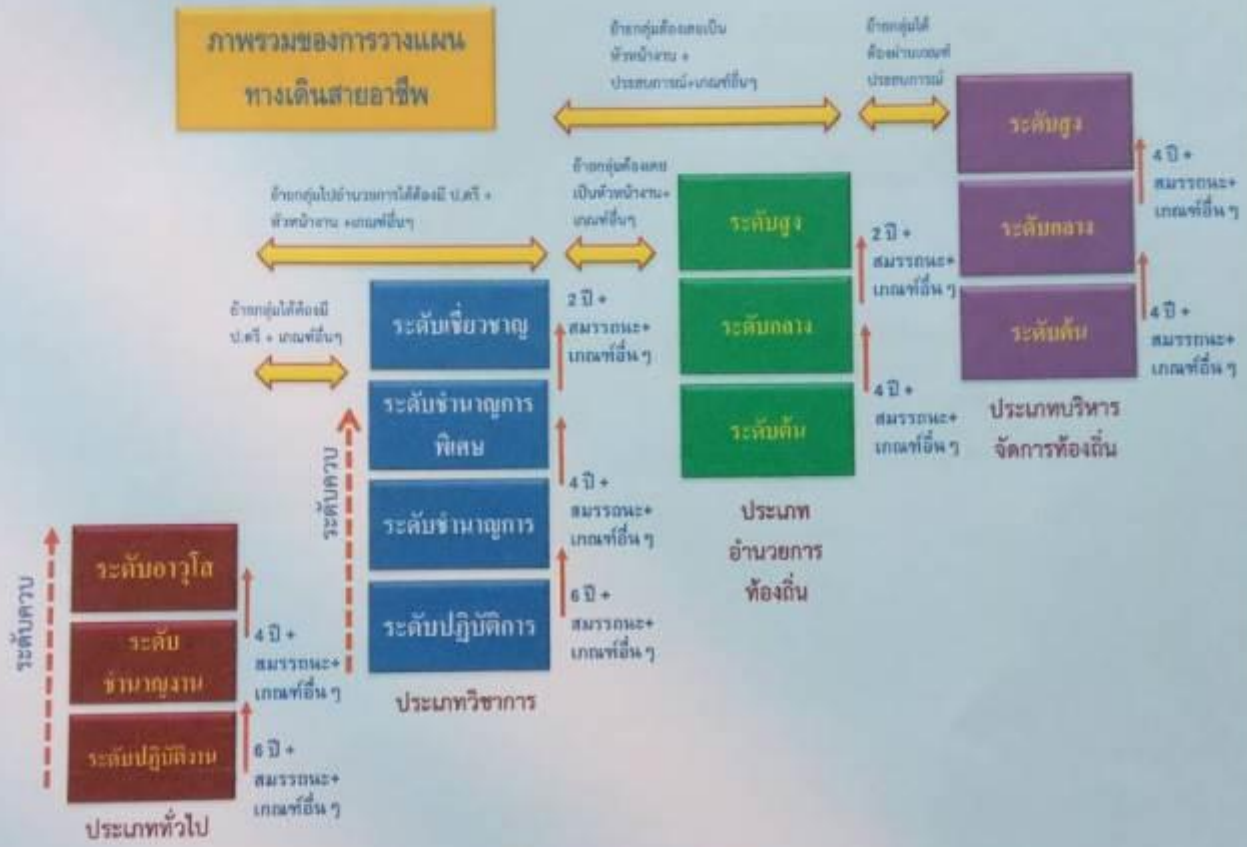 ภาพรวมของการวางแผน
ทางเดินสายอาชีพ
ย้ายกลุ่มต้องเคยเป็น
หัวหน้างาน +
ประสบการณ์+เกณฑ์อื่นๆ
ย้ายกลุ่มได้
ต้องผ่านเกณฑ์
ประสบการณ์
ย้ายกลุ่มไปอำนวยการได้ต้องมี ป.ตรี +
หัวหน้างาน +เกณฑ์อื่นๆ
ย้ายกลุ่มต้องเคย
เป็นหัวหน้างาน+
เกณฑ์อื่นๆ
ย้ายกลุ่มได้ต้องมี
ป.ตรี + เกณฑ์อื่นๆ
ระดับควบ
ระดับอาวุโส
ระดับ
ชำนาญงาน
ระดับปฏิบัติงาน
4 ปี +
สมรรถนะ+
เกณฑ์อื่น ๆ
6 ปี +
สมรรถนะ+
เกณฑ์อื่น ๆ
ประเภททั่วไป
ระดับควบ
ระดับเชี่ยวชาญ
ระดับชำนาญการ
พิเศษ
ระดับชำนาญการ
ระดับปฏิบัติการ
2 ปี +
สมรรถนะ+
เกณฑ์อื่น ๆ
4 ปี +
สมรรถนะ+
เกณฑ์อื่น ๆ
6 ปี +
สมรรถนะ+
เกณฑ์อื่น ๆ
ประเภทวิชาการ
ระดับสูง
ระดับกลาง
ระดับต้น
2 ปี +
สมรรถนะ+
เกณฑ์อื่น ๆ
4 ปี +
สมรรถนะ+
เกณฑ์อื่น ๆ
ประเภท
อำนวยการ
ท้องถิ่น
ระดับสูง
ระดับกลาง
ระดับต้น
4 ปี +
สมรรถนะ+
เกณฑ์อื่น ๆ
4 ปี +
สมรรถนะ+
เกณฑ์อื่น ๆ
ประเภทบริหาร
จัดการท้องถิ่น